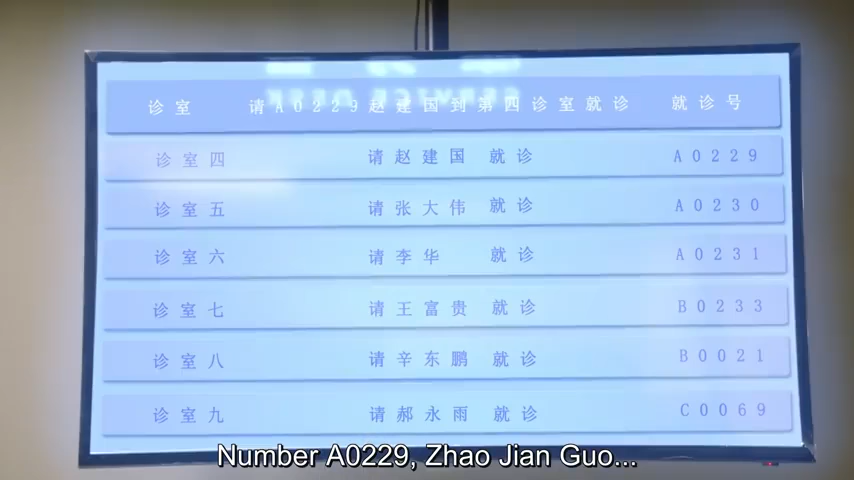 诊室 请A0229赵建国到第四诊室就诊 就诊号
诊室四 请赵建国 就诊 A0229
诊室五 请张大伟 就诊 A0230
诊室六 请李华 就诊 A0231
诊室七 请王富贵 就诊 B0233
诊室八 请辛东鹏 就诊 B0021
诊室九 请郝永雨 就诊 C0069
Number A0229, Zhao Jian Guo...